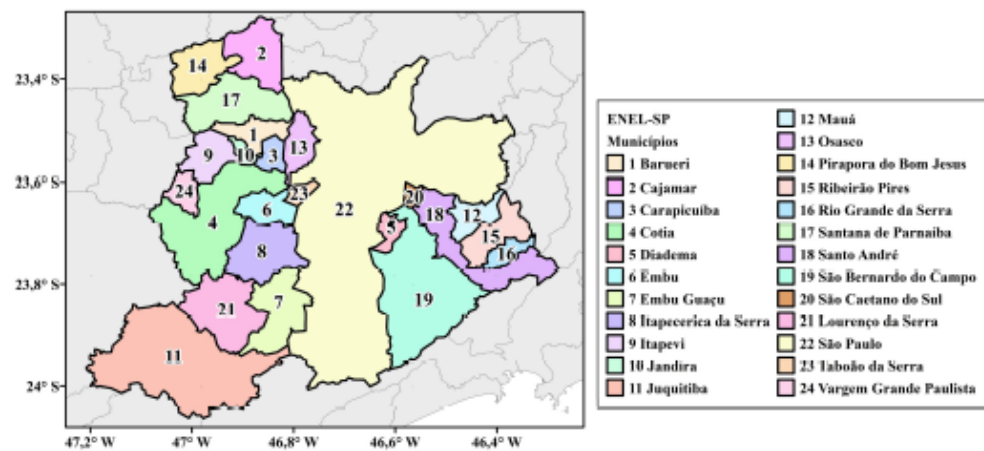 2
14
23,4° S
17
1
13
9
10
3
23,6° S
24
23
20
22
18
12
4
6
5
15
8
16
23,8° S
19
7
21
11
24° S
47,2° W
47° W
46,8° W
46,6° W
46,4° W
ENEL-SP
Municípios
1 Barueri
2 Cajamar
3 Carapicuíba
4 Cotia
5 Diadema
6 Embu
7 Embu Guaçu
8 Itapecerica da Serra
9 Itapevi
10 Jandira
11 Juquitiba
12 Mauá
13 Osasco
14 Pirapora do Bom Jesus
15 Ribeirão Pires
16 Rio Grande da Serra
17 Santana de Parnaíba
18 Santo André
19 São Bernardo do Campo
20 São Caetano do Sul
21 Lourenço da Serra
22 São Paulo
23 Taboão da Serra
24 Vargem Grande Paulista